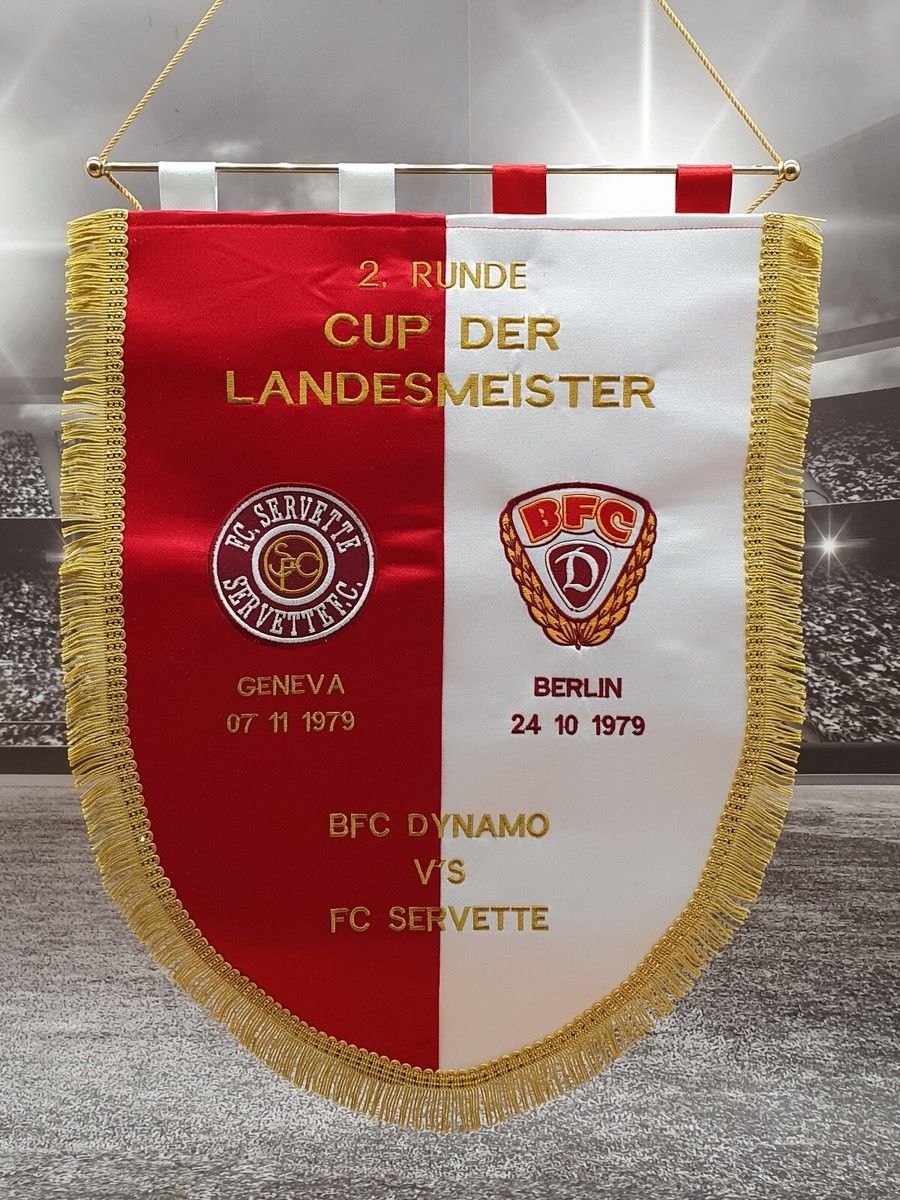 2. RUNDE
CUP DER
LANDESMEISTER
FC. SERVETTE
SERVETTE FC.
SFC
BFC
D
GENEVA
07 11 1979
BERLIN
24 10 1979
BFC DYNAMO
V'S
FC SERVETTE